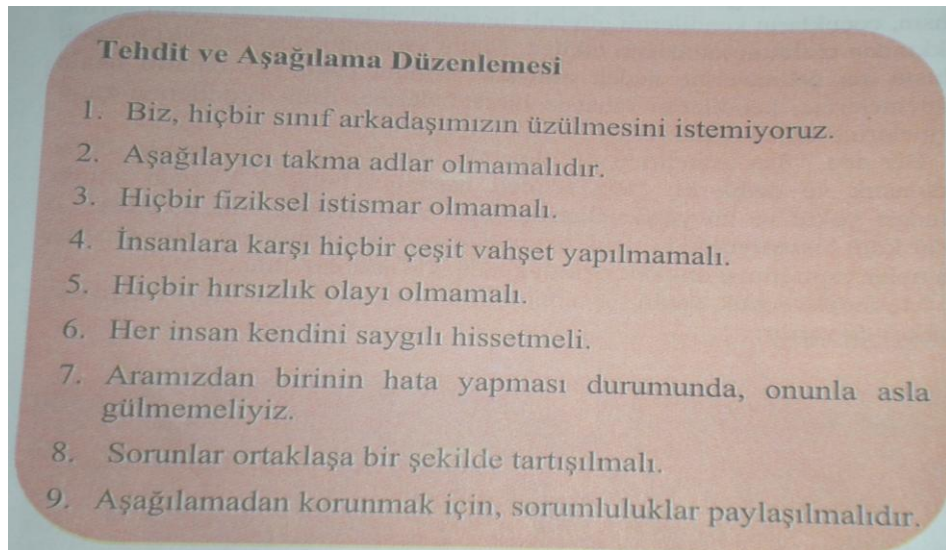 Tehdit ve Aşağılama Düzenlemesi
1. Biz, hiçbir sınıf arkadaşımızın üzülmesini istemiyoruz.
2. Aşağılayıcı takma adlar olmamalıdır.
3. Hiçbir fiziksel istismar olmamalı.
4. İnsanlara karşı hiçbir çeşit vahşet yapılmamalı.
5. Hiçbir hırsızlık olayı olmamalı.
6. Her insan kendini saygılı hissetmeli.
7. Aramızdan birinin hata yapması durumunda, onunla asla
gülmemeliyiz.
8. Sorunlar ortaklaşa bir şekilde tartışılmalı.
9. Aşağılamadan korunmak için, sorumluluklar paylaşılmalıdır.